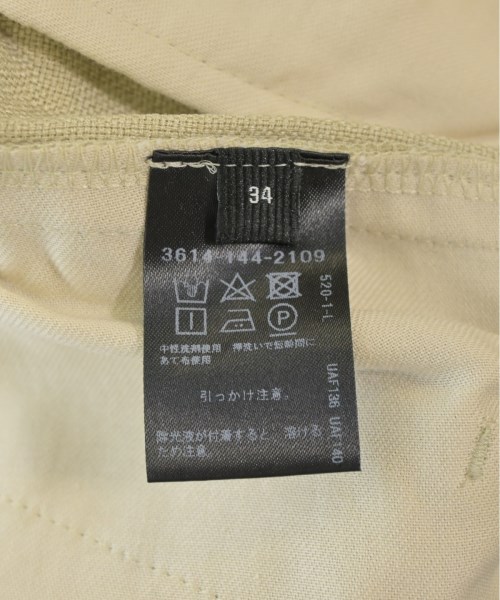 34
3614-144-2109
520-1-L
P
中性洗剤使用 押洗いで短時間に
あて布使用
引っかけ注意。
UAF136 UAF140
除光液が付着すると、溶ける
ため注意。